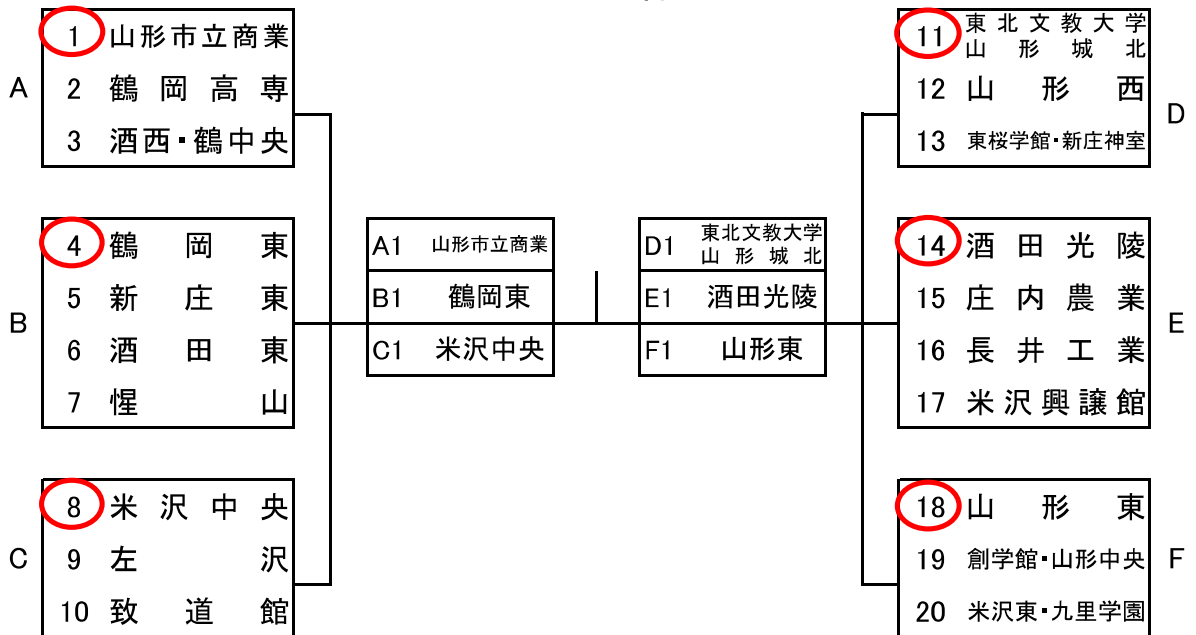 A
1 山形市立商業
2 鶴岡高専
3 酒西・鶴中央
B
4 鶴岡東
5 新庄東
6 酒田東
7 惺山
C
8 米沢中央
9 左沢
10 致道館
A1 山形市立商業
B1 鶴岡東
C1 米沢中央
D1 東北文教大学
山形城北
E1 酒田光陵
F1 山形東
11 東北文教大学
山形城北
12 山形西
13 東桜学館・新庄神室
D
14 酒田光陵
15 庄内農業
16 長井工業
17 米沢興譲館
E
18 山形東
19 創学館・山形中央
20 米沢東・九里学園
F